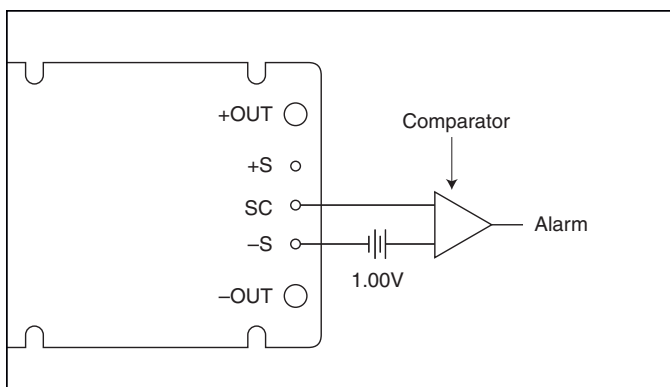 +OUT
Comparator
+S
SC
–S
Alarm
1.00V
–OUT